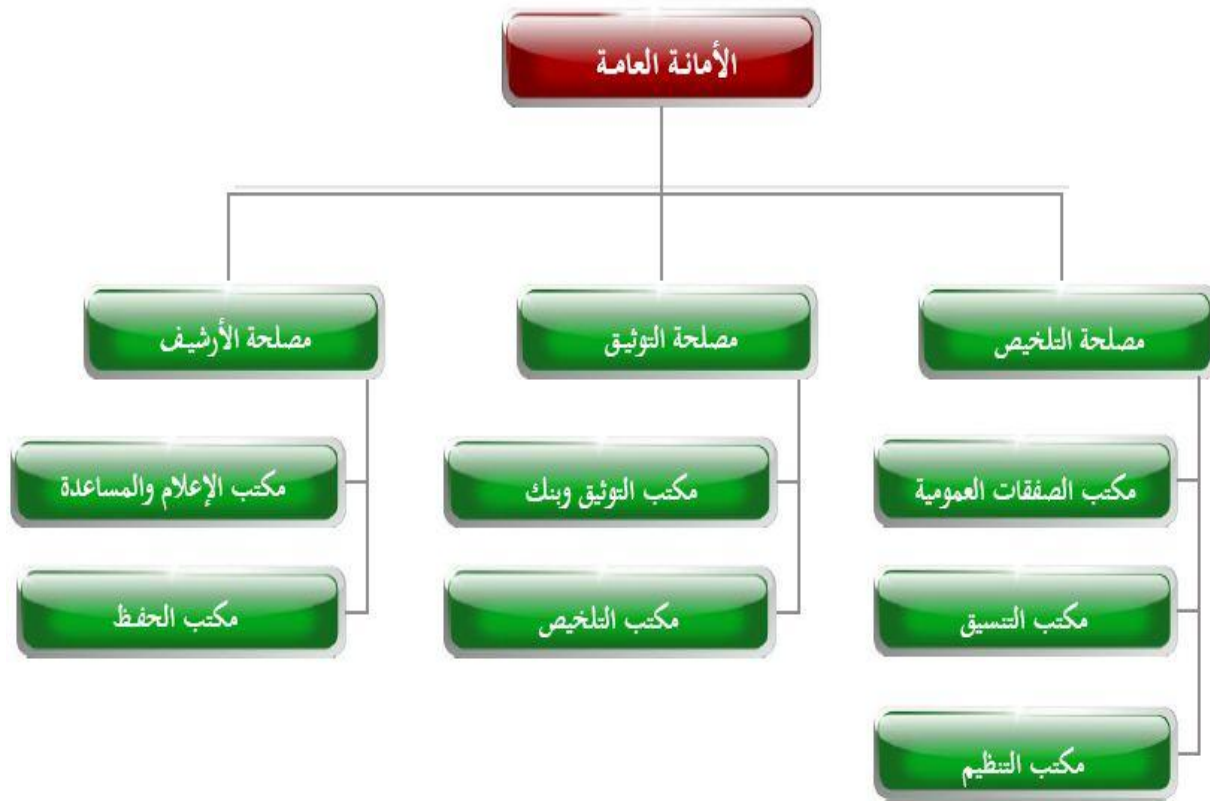 الأمانة العامة
مصلحة التلخيص
مصلحة التوثيق
مصلحة الأرشيف
مكتب الصفقات العمومية
مكتب التوثيق وبنك
مكتب الإعلام والمساعدة
مكتب التنسيق
مكتب التلخيص
مكتب الحفظ
مكتب التنظيم